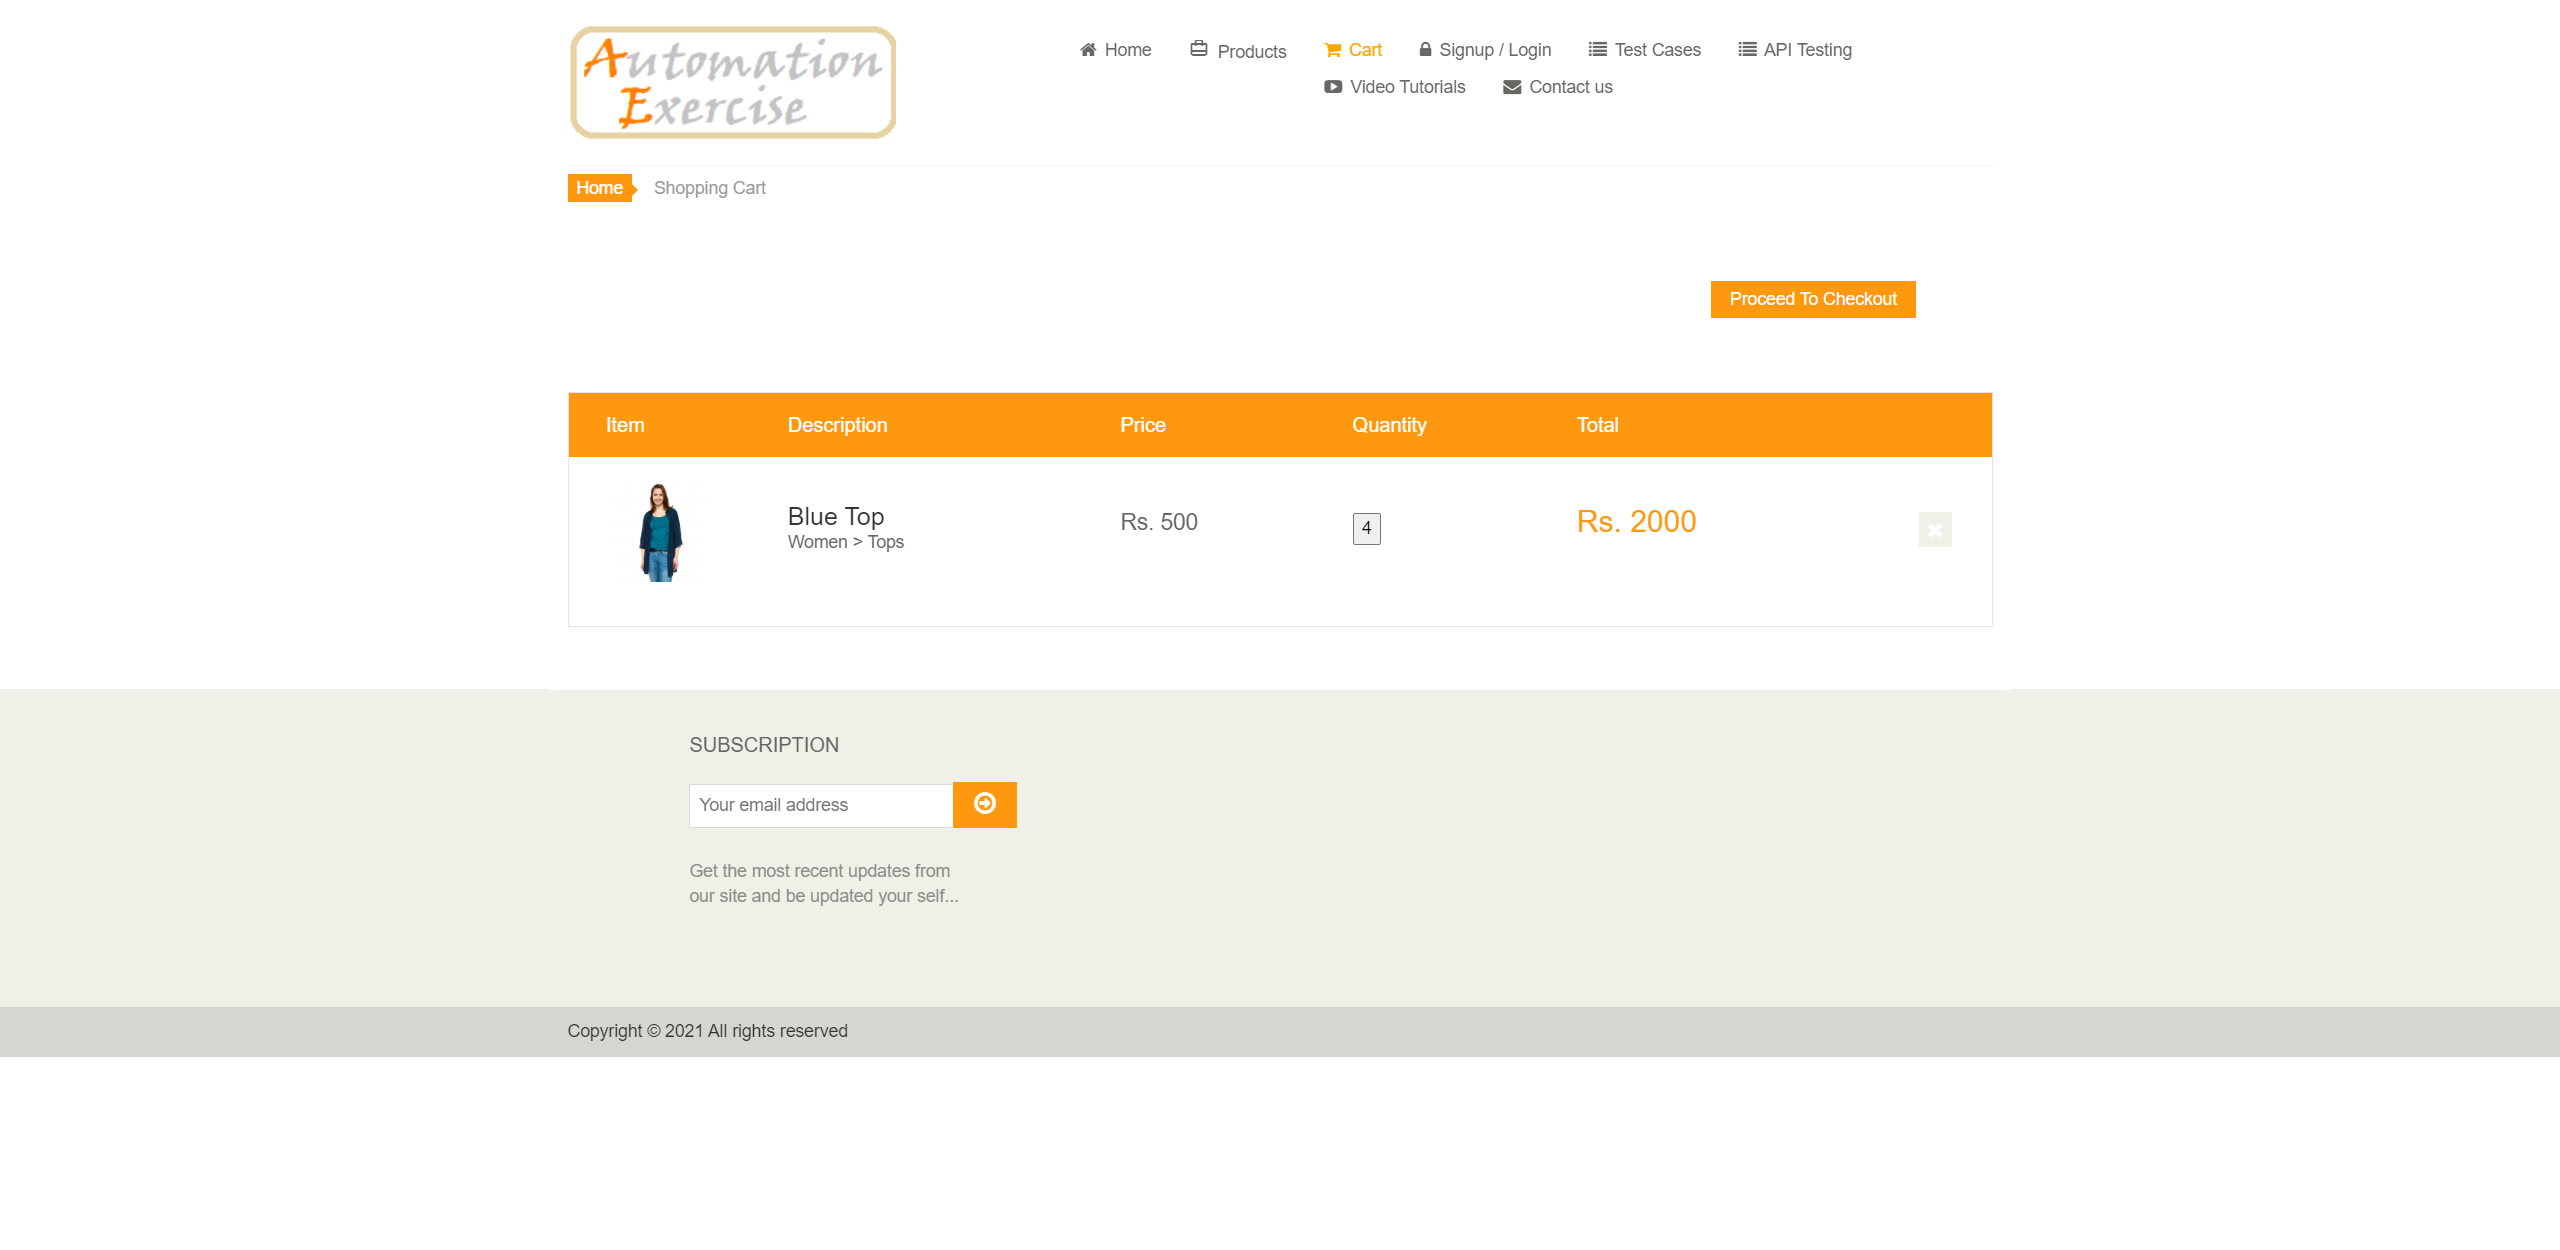 Automation
Exercise
Home Products Cart Signup / Login Test Cases API Testing
Video Tutorials Contact us
Home Shopping Cart
Proceed To Checkout
Item Description Price Quantity Total
Blue Top Rs. 500 4 Rs. 2000
Women > Tops
SUBSCRIPTION
Your email address
Get the most recent updates from
our site and be updated your self...
Copyright © 2021 All rights reserved